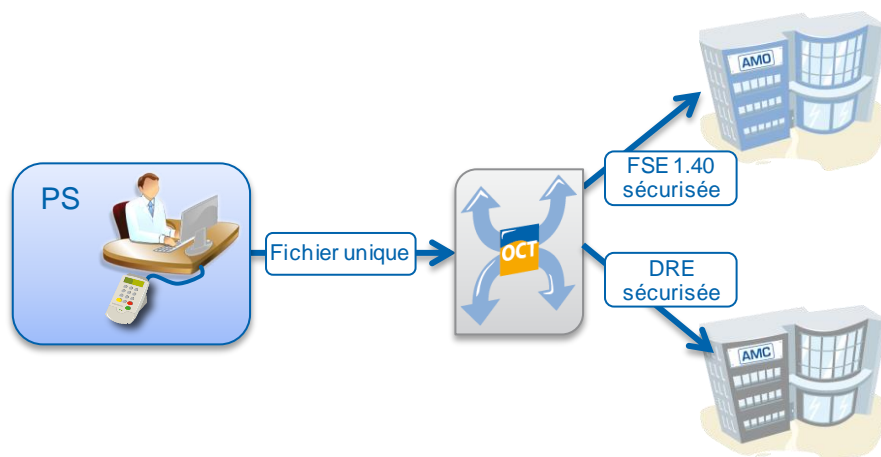 AMO
FSE 1.40
sécurisée
PS
Fichier unique
OCT
DRE
sécurisée
AMC